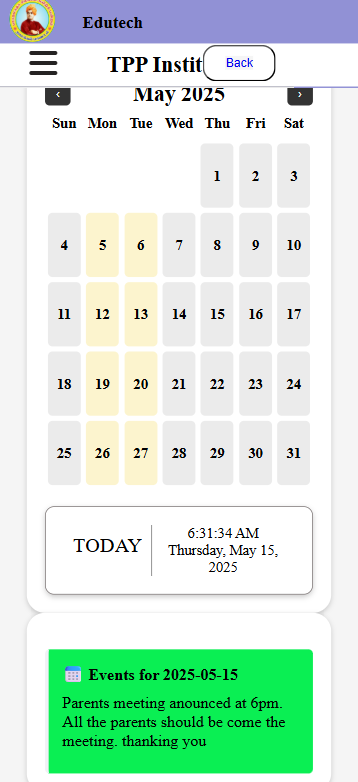 Edutech
TPP Instit
Back
‹
May 2025
›
Sun Mon Tue Wed Thu Fri Sat
1 2 3
4 5 6 7 8 9 10
11 12 13 14 15 16 17
18 19 20 21 22 23 24
25 26 27 28 29 30 31
TODAY
6:31:34 AM
Thursday, May 15,
2025
Events for 2025-05-15
Parents meeting anounced at 6pm.
All the parents should be come the
meeting. thanking you